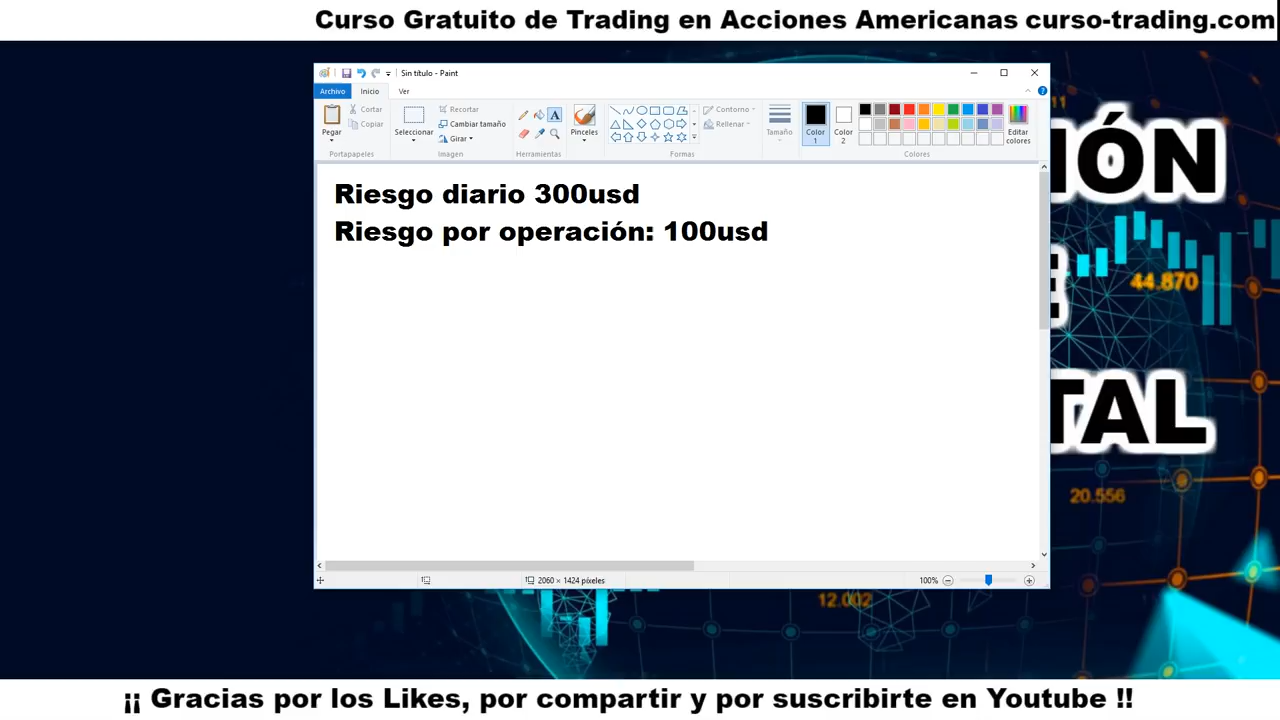 Curso Gratuito de Trading en Acciones Americanas curso-trading.com
Sin título - Paint
Archivo Inicio Ver
Pegar
Cortar
Copiar
Portapapeles
Seleccionar
Recortar
Cambiar tamaño
Girar
Imagen
Herramientas
Pinceles
Contorno
Rellenar
Formas
Tamaño
Color 1
Color 2
Editar colores
Colores
Riesgo diario 300usd
Riesgo por operación: 100usd
2060 × 1424 píxeles
100%
IÓN
44.870
TAL
20.556
12.002
¡¡ Gracias por los Likes, por compartir y por suscribirte en Youtube !!